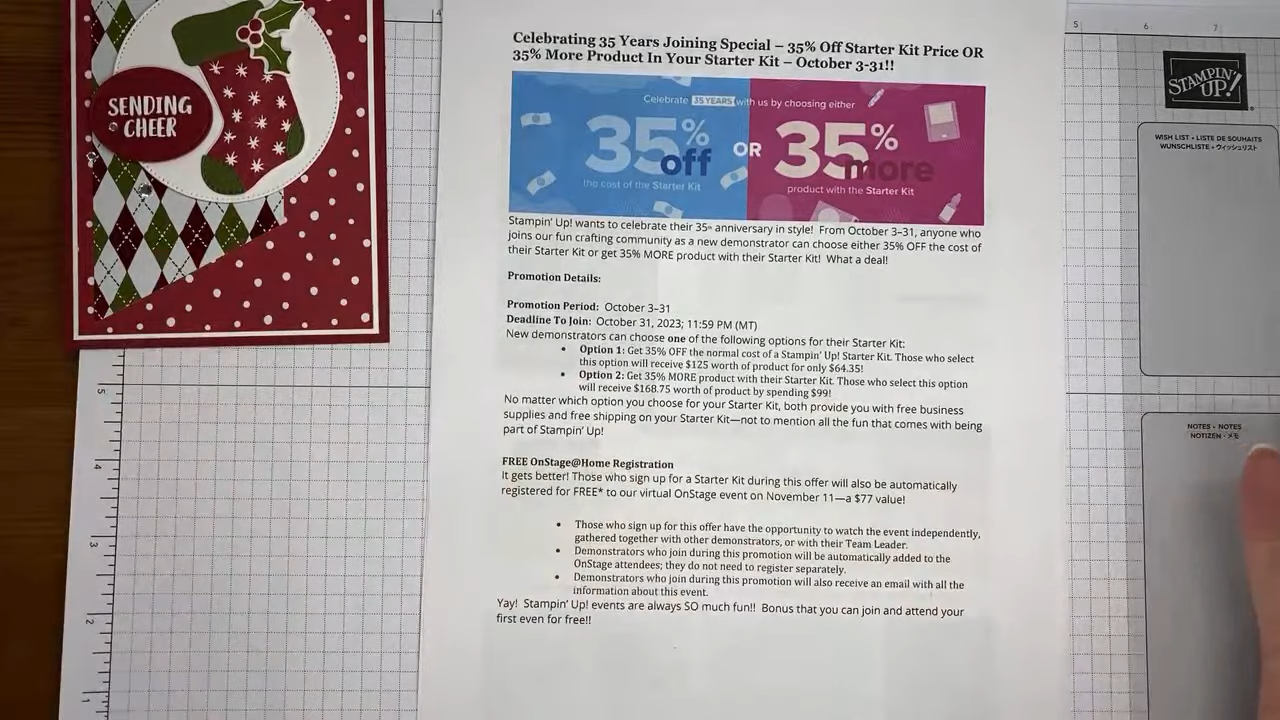 SENDING
CHEER
Celebrating 35 Years Joining Special – 35% Off Starter Kit Price OR
35% More Product In Your Starter Kit – October 3-31!!
Celebrate 35 YEARS with us by choosing either
35% off
the cost of the Starter Kit
OR
35% more
product with the Starter Kit
Stampin' Up! wants to celebrate their 35th anniversary in style! From October 3–31, anyone who
joins our fun crafting community as a new demonstrator can choose either 35% OFF the cost of
their Starter Kit or get 35% MORE product with their Starter Kit! What a deal!
Promotion Details:
Promotion Period: October 3–31
Deadline To Join: October 31, 2023; 11:59 PM (MT)
New demonstrators can choose one of the following options for their Starter Kit:
• Option 1: Get 35% OFF the normal cost of a Stampin' Up! Starter Kit. Those who select
this option will receive $125 worth of product for only $64.35!
• Option 2: Get 35% MORE product with their Starter Kit. Those who select this option
will receive $168.75 worth of product by spending $99!
No matter which option you choose for your Starter Kit, both provide you with free business
supplies and free shipping on your Starter Kit—not to mention all the fun that comes with being
part of Stampin' Up!
FREE OnStage@Home Registration
It gets better! Those who sign up for a Starter Kit during this offer will also be automatically
registered for FREE* to our virtual OnStage event on November 11—a $77 value!
• Those who sign up for this offer have the opportunity to watch the event independently,
gathered together with other demonstrators, or with their Team Leader.
• Demonstrators who join during this promotion will be automatically added to the
OnStage attendees; they do not need to register separately.
• Demonstrators who join during this promotion will also receive an email with all the
information about this event.
Yay! Stampin' Up! events are always SO much fun!! Bonus that you can join and attend your
first even for free!!
STAMPIN' UP!
WISH LIST • LISTE DE SOUHAITS
WUNSCHLISTE • ウィッシュリスト
NOTES • NOTES
NOTIZEN • メモ
4
5
6
7
5
4
3
2
1